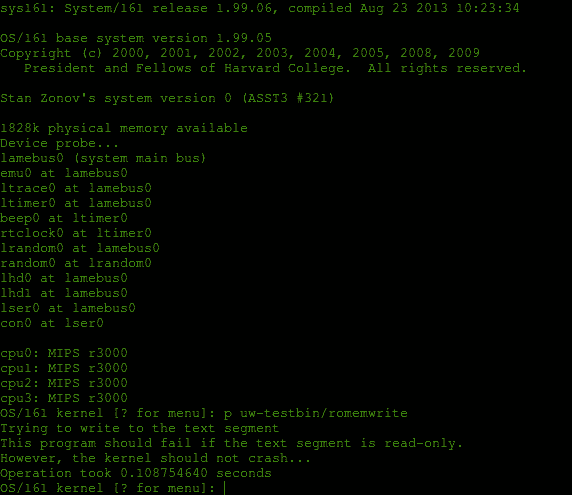 sys161: System/161 release 1.99.06, compiled Aug 23 2013 10:23:34
OS/161 base system version 1.99.05
Copyright (c) 2000, 2001, 2002, 2003, 2004, 2005, 2008, 2009
President and Fellows of Harvard College.  All rights reserved.
Stan Zonov's system version 0 (ASST3 #321)
1828k physical memory available
Device probe...
lamebus0 (system main bus)
emu0 at lamebus0
ltrace0 at lamebus0
ltimer0 at lamebus0
beep0 at ltimer0
rtclock0 at ltimer0
lrandom0 at lamebus0
random0 at lrandom0
lhd0 at lamebus0
lhd1 at lamebus0
lser0 at lamebus0
con0 at lser0
cpu0: MIPS r3000
cpu1: MIPS r3000
cpu2: MIPS r3000
cpu3: MIPS r3000
OS/161 kernel [? for menu]: p uw-testbin/romemwrite
Trying to write to the text segment
This program should fail if the text segment is read-only.
However, the kernel should not crash...
Operation took 0.108754640 seconds
OS/161 kernel [? for menu]: